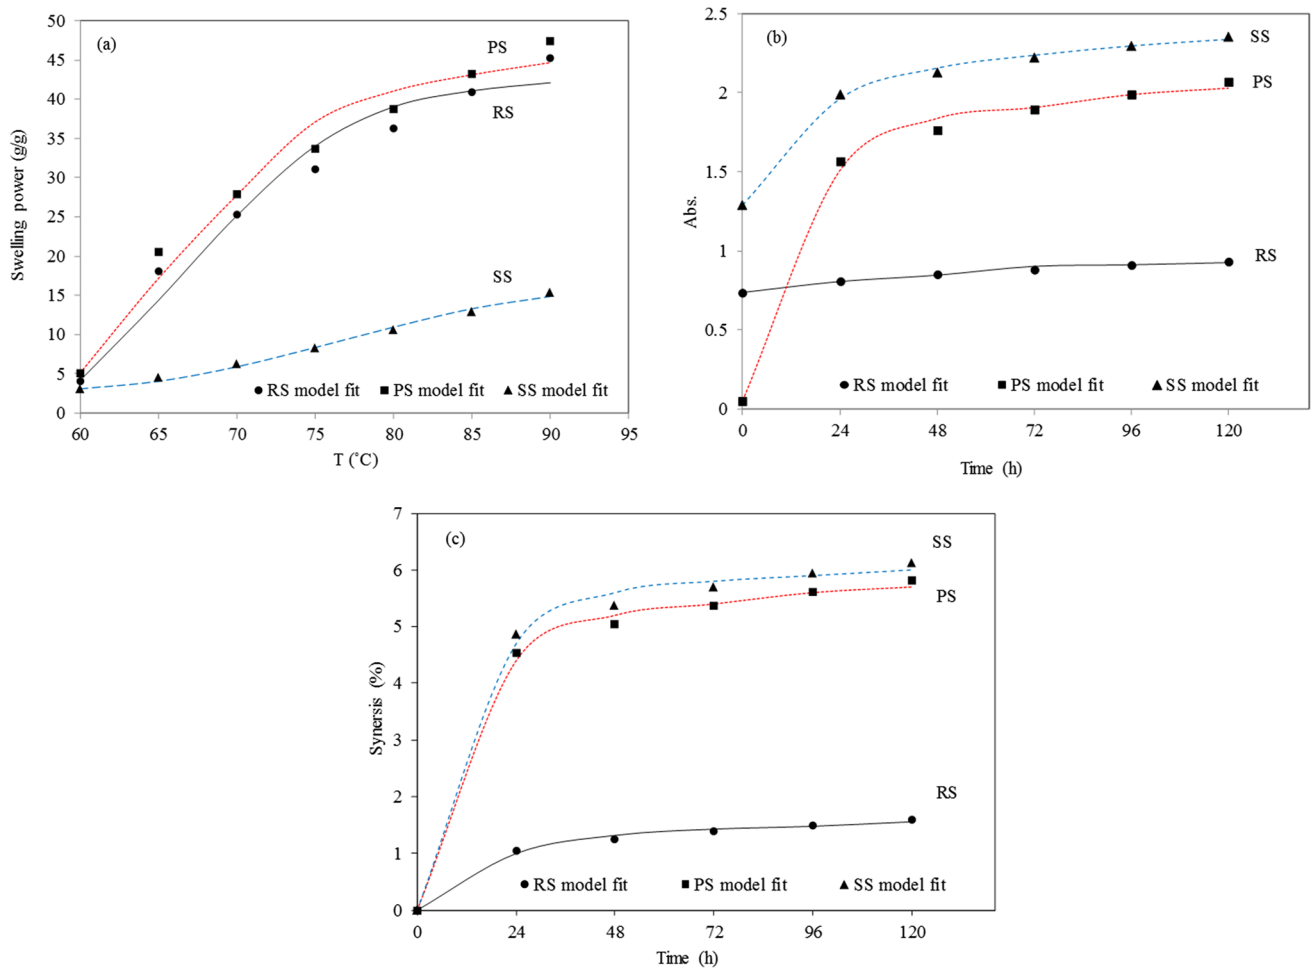 (a)
PS
RS
SS
Swelling power (g/g)
50
45
40
35
30
25
20
15
10
5
0
RS model fit PS model fit SS model fit
60 65 70 75 80 85 90 95
T (˚C)
(b)
SS
PS
RS
Abs.
2.5
2
1.5
1
0.5
0
RS model fit PS model fit SS model fit
0 24 48 72 96 120
Time (h)
(c)
SS
PS
RS
Synersis (%)
7
6
5
4
3
2
1
0
RS model fit PS model fit SS model fit
0 24 48 72 96 120
Time (h)